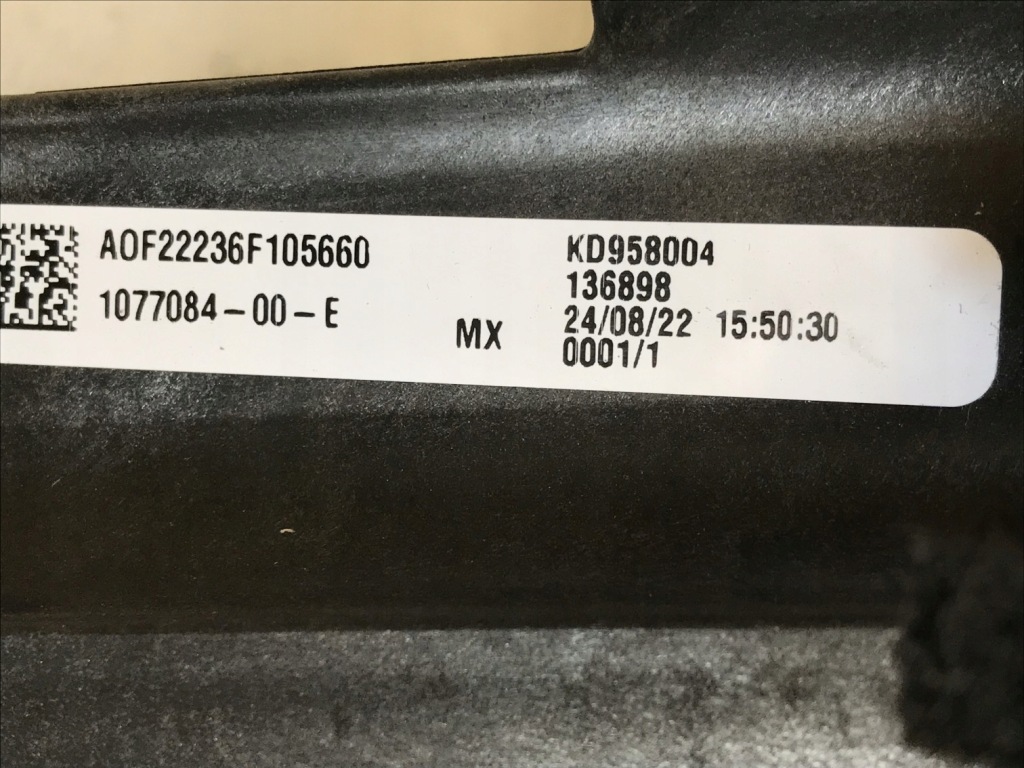 AOF22236F105660
1077084-00-E
MX
KD958004
136898
24/08/22 15:50:30
0001/1